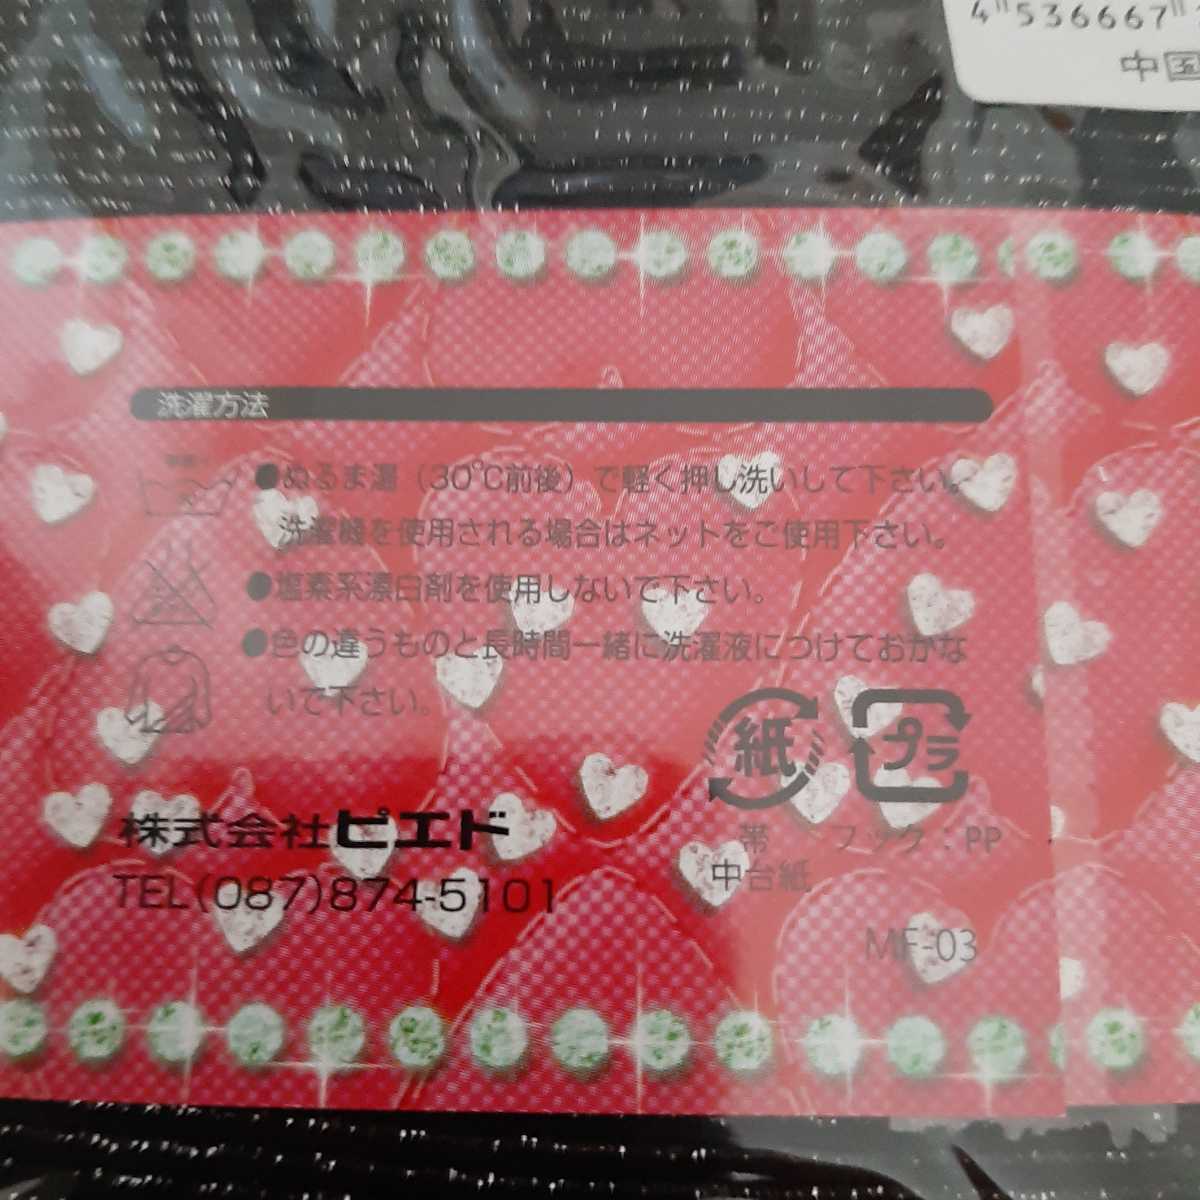 4"536667"
中国
洗濯方法
●ぬるま湯（30℃前後）で軽く押し洗いして下さい。
洗濯機を使用される場合はネットをご使用下さい。
●塩素系漂白剤を使用しないで下さい。
●色の違うものと長時間一緒に洗濯液につけておかな
いで下さい。
紙 プラ
帯 フック：PP
中台紙
株式会社ピエド
TEL(087)874-5101
MF-03